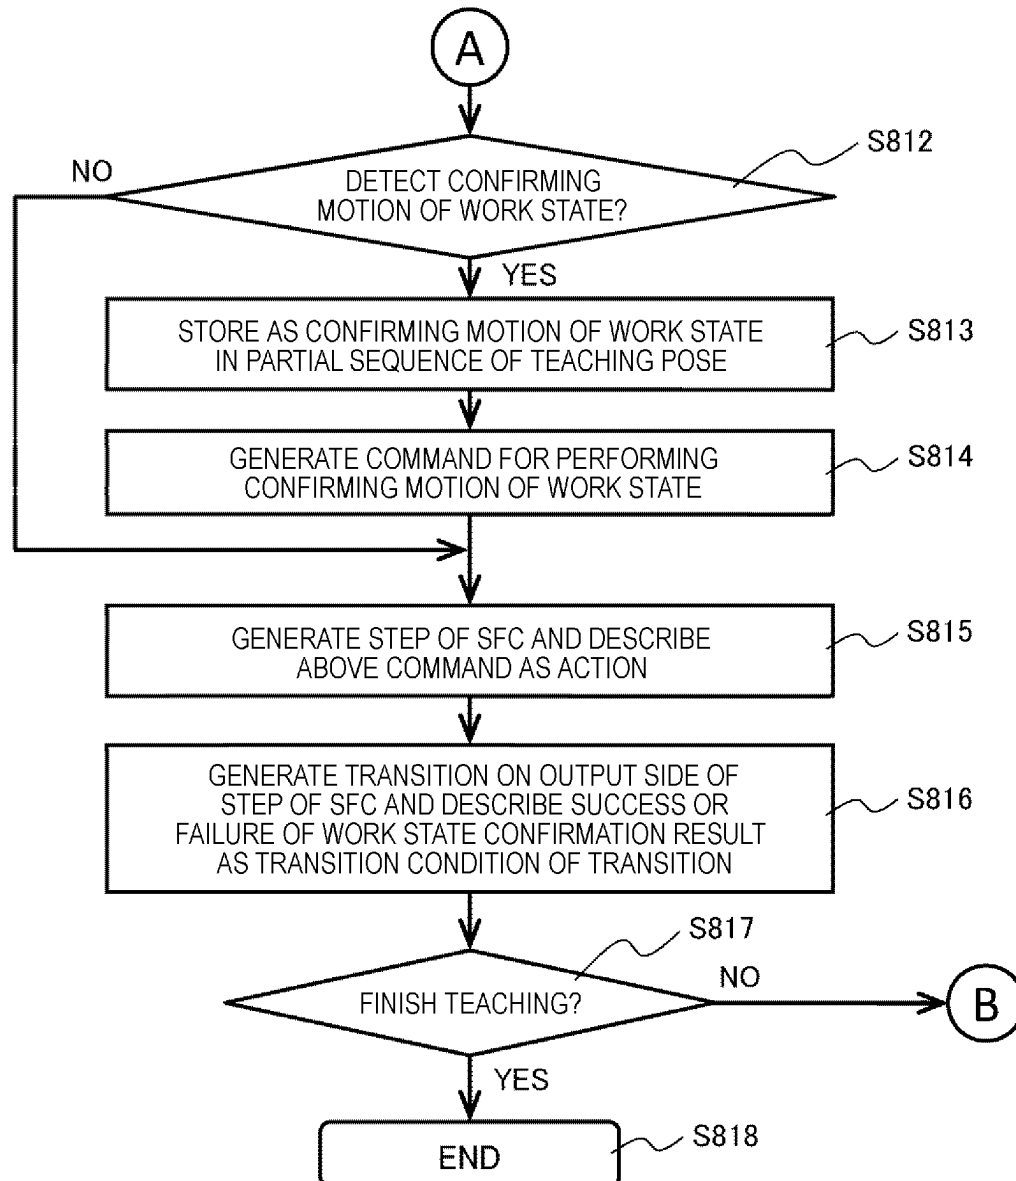 A
S812
NO
DETECT CONFIRMING
MOTION OF WORK STATE?
YES
STORE AS CONFIRMING MOTION OF WORK STATE
IN PARTIAL SEQUENCE OF TEACHING POSE
S813
GENERATE COMMAND FOR PERFORMING
CONFIRMING MOTION OF WORK STATE
S814
GENERATE STEP OF SFC AND DESCRIBE
ABOVE COMMAND AS ACTION
S815
GENERATE TRANSITION ON OUTPUT SIDE OF
STEP OF SFC AND DESCRIBE SUCCESS OR
FAILURE OF WORK STATE CONFIRMATION RESULT
AS TRANSITION CONDITION OF TRANSITION
S816
S817
FINISH TEACHING?
NO
B
YES
END
S818